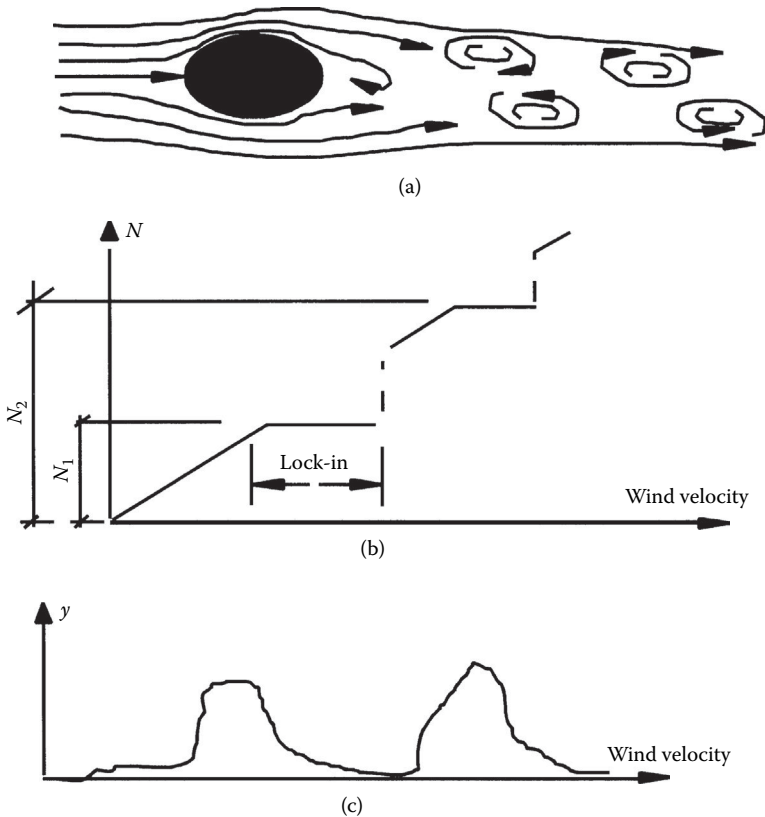 (a)
N
N₂
N₁
Lock-in
Wind velocity
(b)
y
Wind velocity
(c)